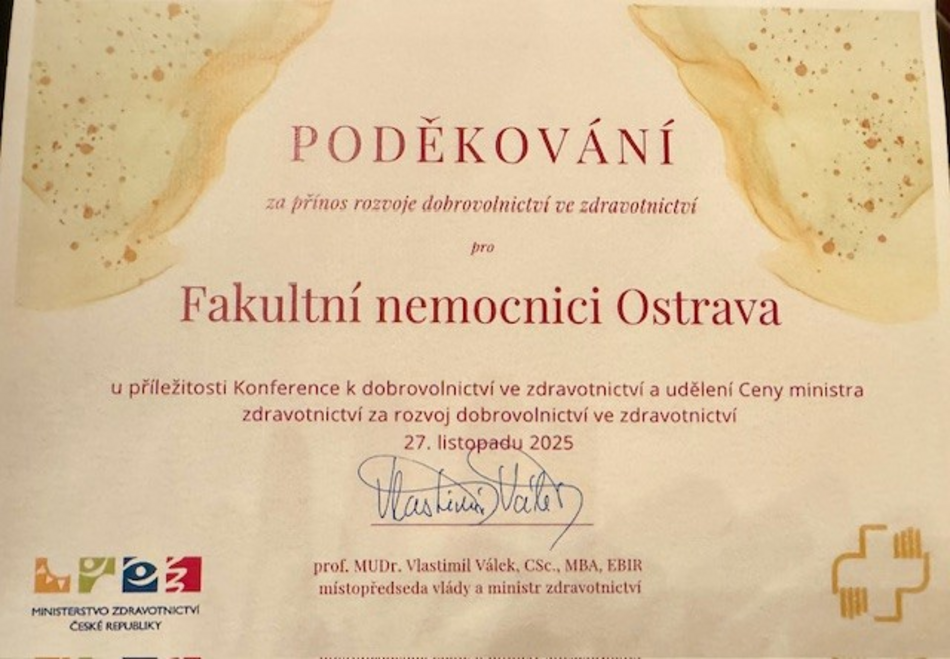 PODĚKOVÁNÍ
za přínos rozvoje dobrovolnictví ve zdravotnictví
pro
Fakultní nemocnici Ostrava
u příležitosti Konference k dobrovolnictví ve zdravotnictví a udělení Ceny ministra
zdravotnictví za rozvoj dobrovolnictví ve zdravotnictví
27. listopadu 2025
Vlastimil Válek
prof. MUDr. Vlastimil Válek, CSc., MBA, EBIR
místopředseda vlády a ministr zdravotnictví
MINISTERSTVO ZDRAVOTNICTVÍ
ČESKÉ REPUBLIKY